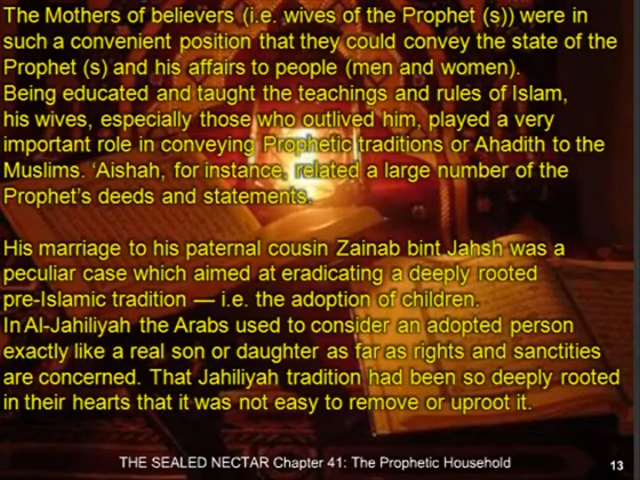 The Mothers of believers (i.e. wives of the Prophet (s)) were in
such a convenient position that they could convey the state of the
Prophet (s) and his affairs to people (men and women).
Being educated and taught the teachings and rules of Islam,
his wives, especially those who outlived him, played a very
important role in conveying Prophetic traditions or Ahadith to the
Muslims. ‘Aishah, for instance, related a large number of the
Prophet’s deeds and statements.
His marriage to his paternal cousin Zainab bint Jahsh was a
peculiar case which aimed at eradicating a deeply rooted
pre-Islamic tradition — i.e. the adoption of children.
In Al-Jahiliyah the Arabs used to consider an adopted person
exactly like a real son or daughter as far as rights and sanctities
are concerned. That Jahiliyah tradition had been so deeply rooted
in their hearts that it was not easy to remove or uproot it.
THE SEALED NECTAR Chapter 41: The Prophetic Household
13